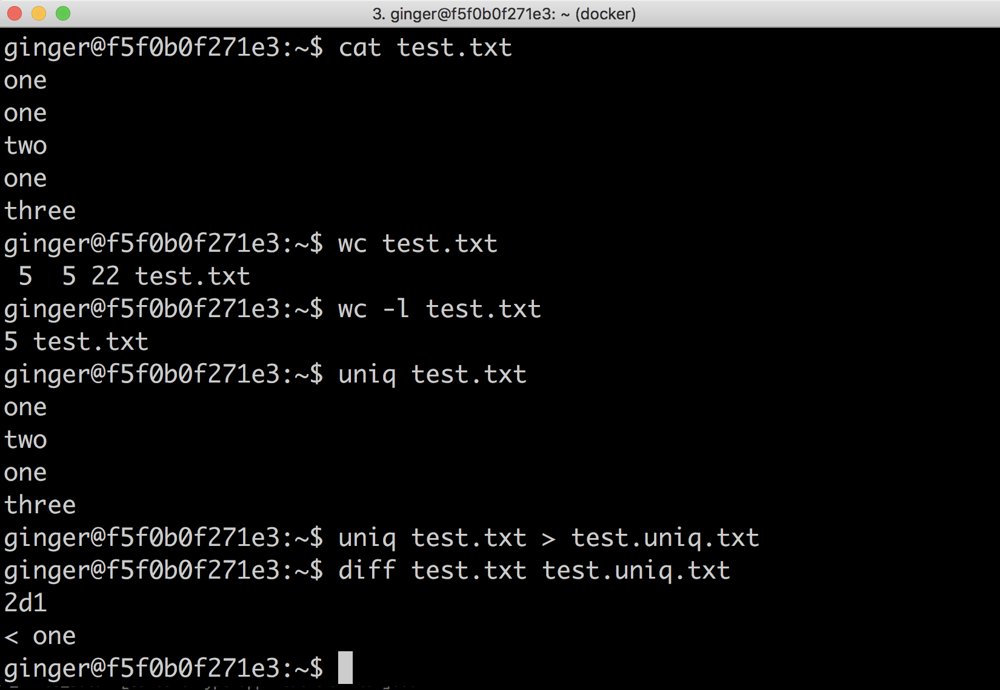 3. ginger@f5f0b0f271e3: ~ (docker)
ginger@f5f0b0f271e3:~$ cat test.txt
one
one
two
one
three
ginger@f5f0b0f271e3:~$ wc test.txt
 5  5 22 test.txt
ginger@f5f0b0f271e3:~$ wc -l test.txt
5 test.txt
ginger@f5f0b0f271e3:~$ uniq test.txt
one
two
one
three
ginger@f5f0b0f271e3:~$ uniq test.txt > test.uniq.txt
ginger@f5f0b0f271e3:~$ diff test.txt test.uniq.txt
2d1
< one
ginger@f5f0b0f271e3:~$